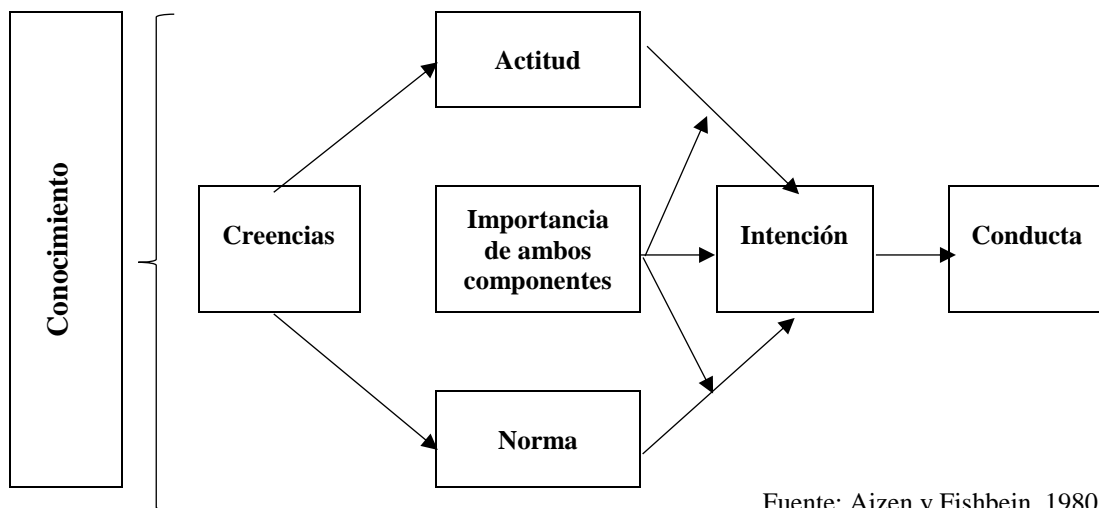 Conocimiento
Creencias
Actitud
Importancia
de ambos
componentes
Norma
Intención
Conducta
Fuente: Ajzen y Fishbein, 1980